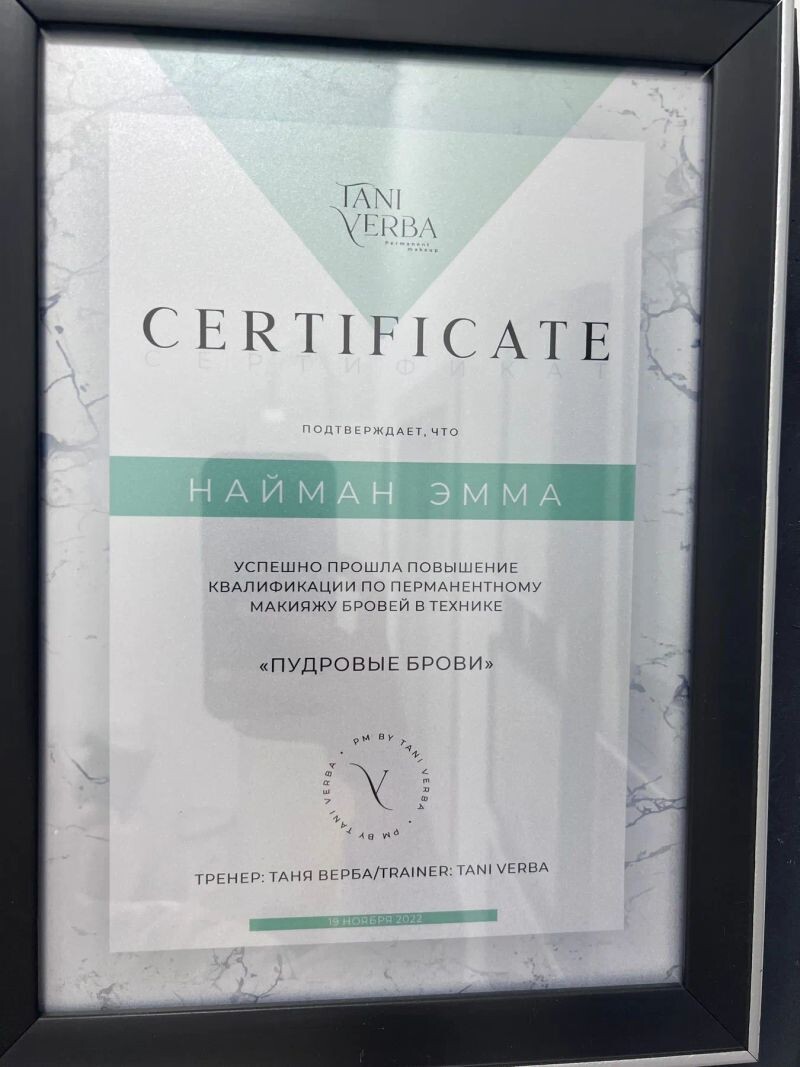 TANI
VERBA
Permanent
makeup
CERTIFICATE
СЕРТИФИКАТ
ПОДТВЕРЖДАЕТ, ЧТО
НАЙМАН ЭММА
УСПЕШНО ПРОШЛА ПОВЫШЕНИЕ
КВАЛИФИКАЦИИ ПО ПЕРМАНЕНТНОМУ
МАКИЯЖУ БРОВЕЙ В ТЕХНИКЕ
«ПУДРОВЫЕ БРОВИ»
PM BY TANI VERBA • PM BY TANI VERBA •
V
ТРЕНЕР: ТАНЯ ВЕРБА/TRAINER: TANI VERBA
19 НОЯБРЯ 2022